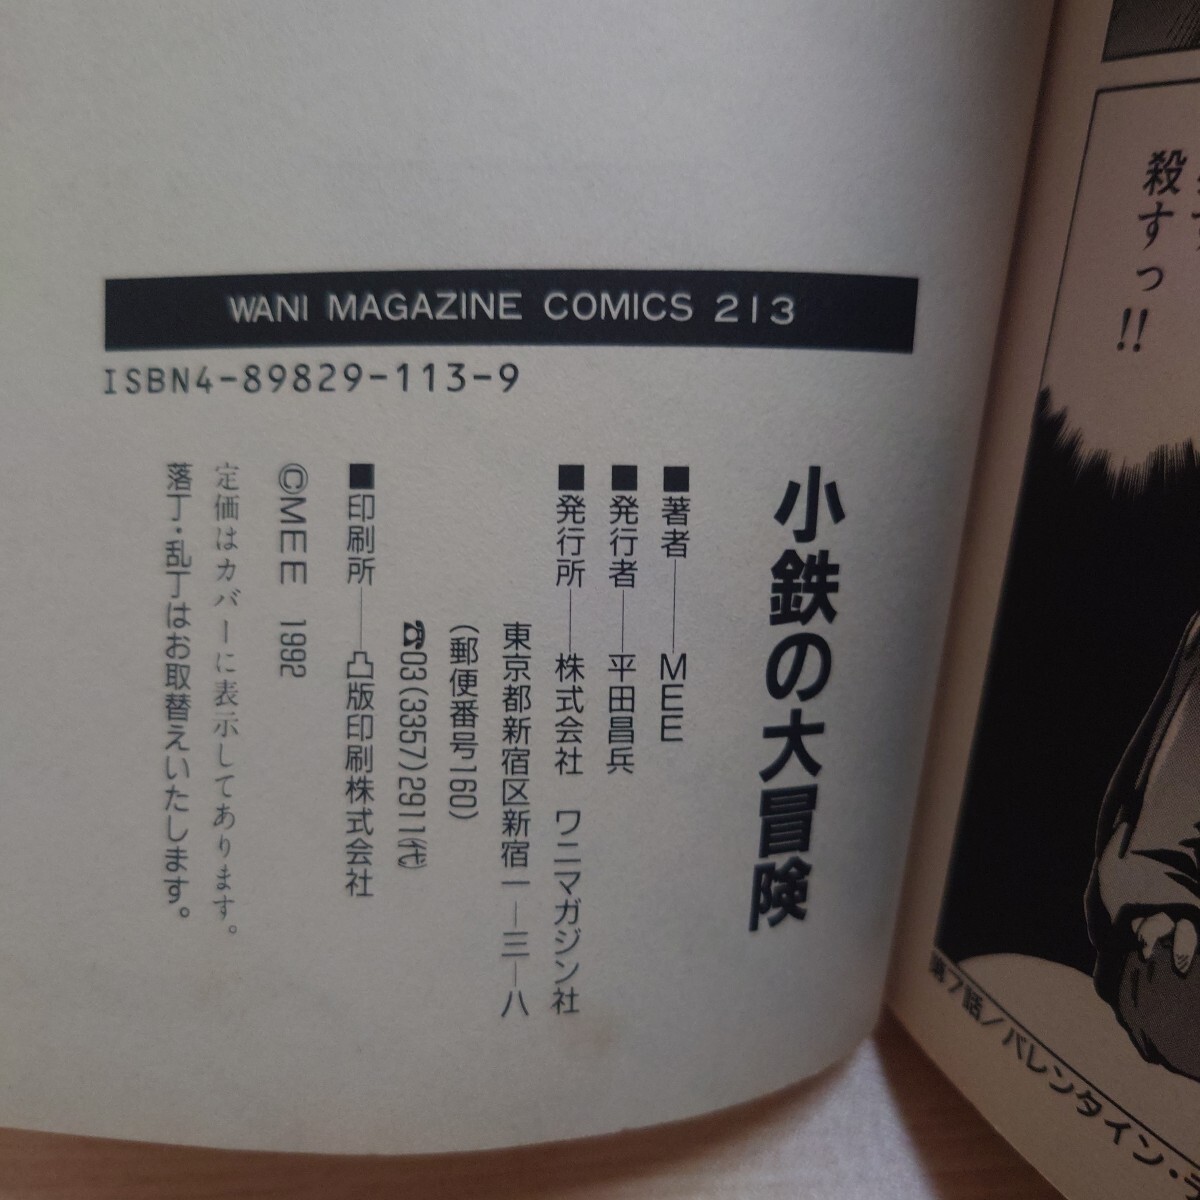 WANI MAGAZINE COMICS 213
ISBN4-89829-113-9
小鉄の大冒険
■著者──MEE
■発行者──平田昌兵
■発行所──株式会社 ワニマガジン社
東京都新宿区新宿一─三─八
(郵便番号160)
☎03(3357)2911(代)
■印刷所──凸版印刷株式会社
©MEE 1992
定価はカバーに表示してあります。
落丁・乱丁はお取替えいたします。
殺すっ!!
第7話/バレンタイン・